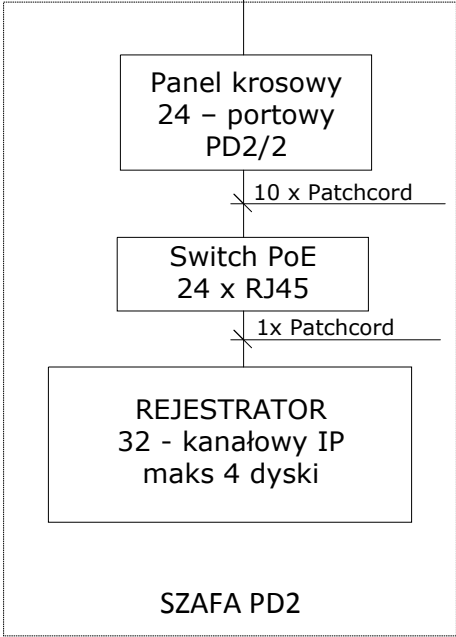 Panel krosowy
24 – portowy
PD2/2
10 x Patchcord
Switch PoE
24 x RJ45
1x Patchcord
REJESTRATOR
32 - kanałowy IP
maks 4 dyski
SZAFA PD2